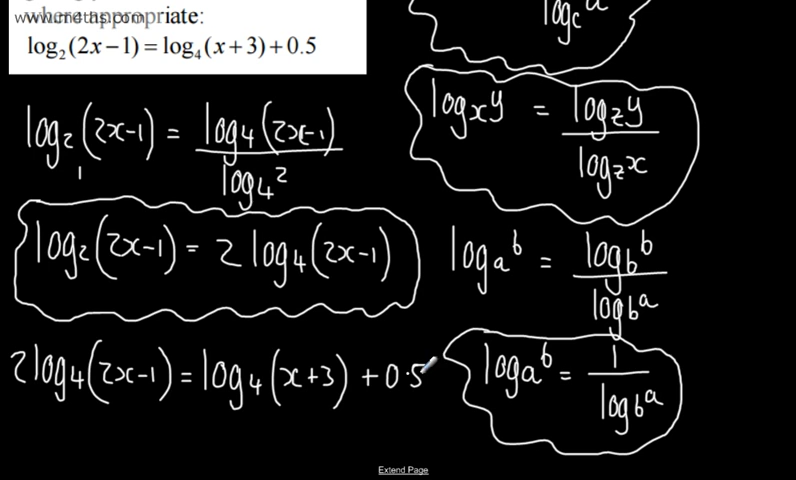 where appropriate:
log₂(2x−1) = log₄(x+3)+0.5
log₂(2x-1) = log₄(2x-1) / log₄2
log₂(2x-1) = 2log₄(2x-1)
2log₄(2x-1) = log₄(x+3) + 0.5
log_c a
log_x y = log_z y / log_z x
log_a b = log_b b / log_b a
log_a b = 1 / log_b a
Extend Page